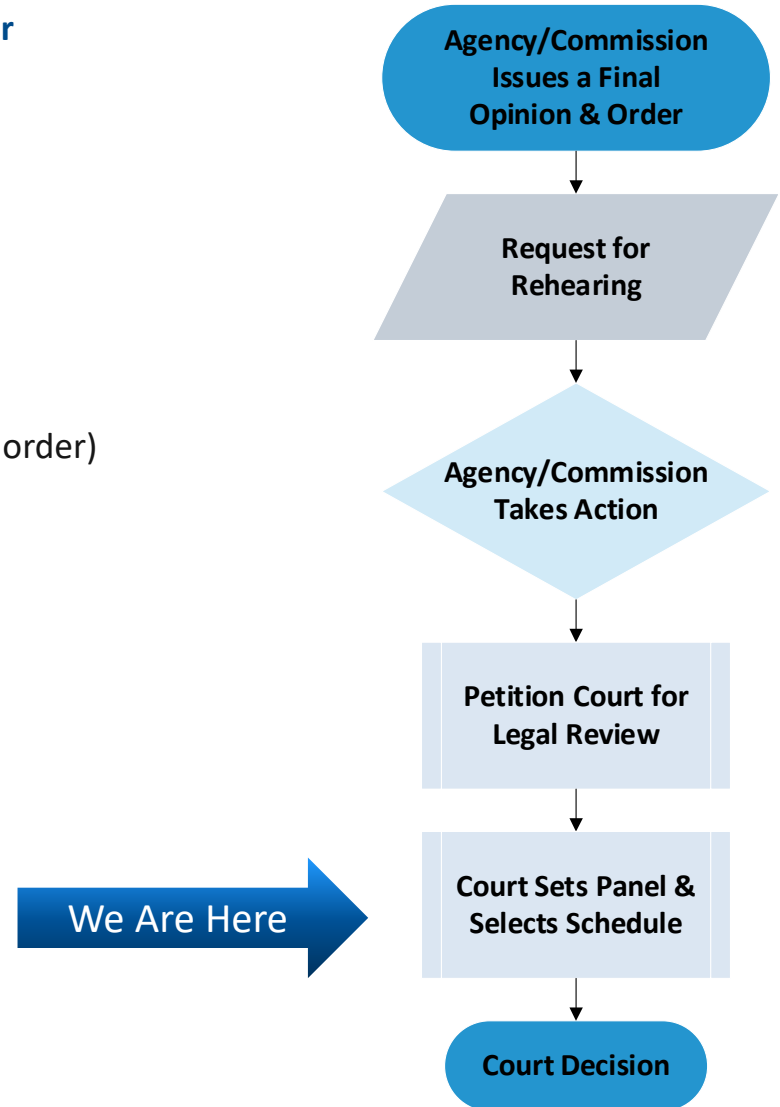 r
Agency/Commission
Issues a Final
Opinion & Order
Request for
Rehearing
order)
Agency/Commission
Takes Action
Petition Court for
Legal Review
We Are Here
Court Sets Panel &
Selects Schedule
Court Decision